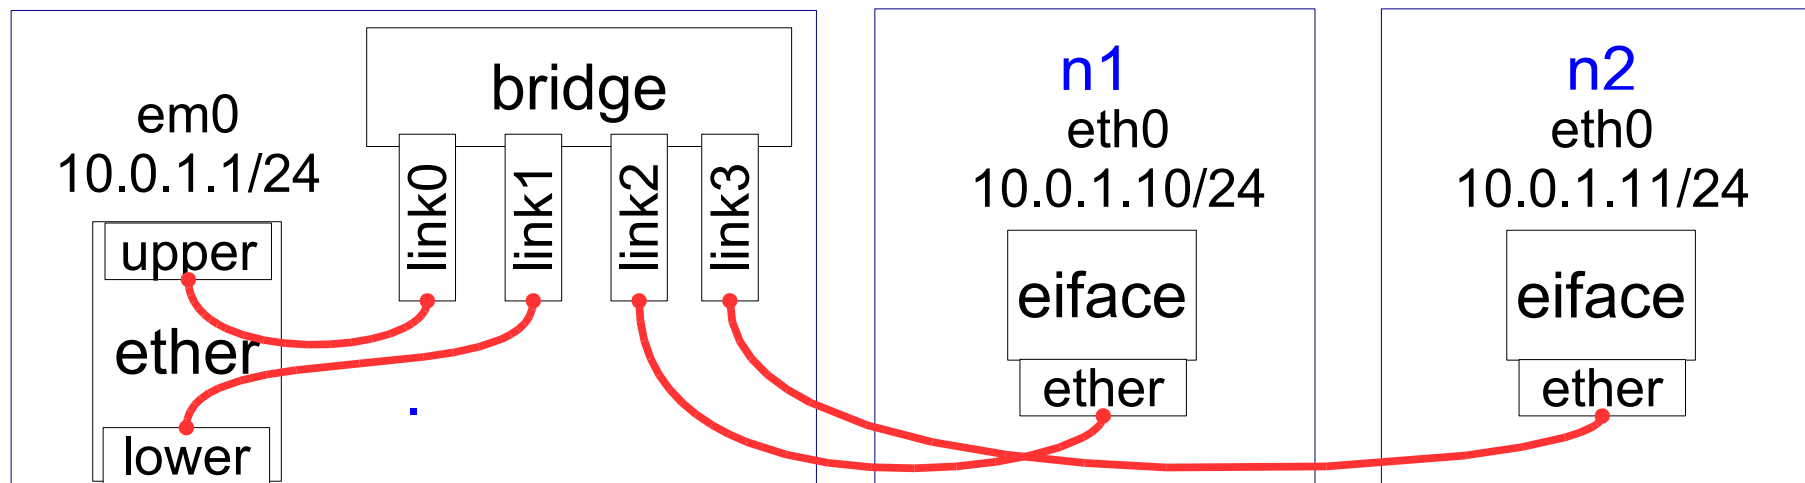 bridge
em0
10.0.1.1/24
link0
link1
link2
link3
upper
ether
lower
.
n1
eth0
10.0.1.10/24
eiface
ether
n2
eth0
10.0.1.11/24
eiface
ether